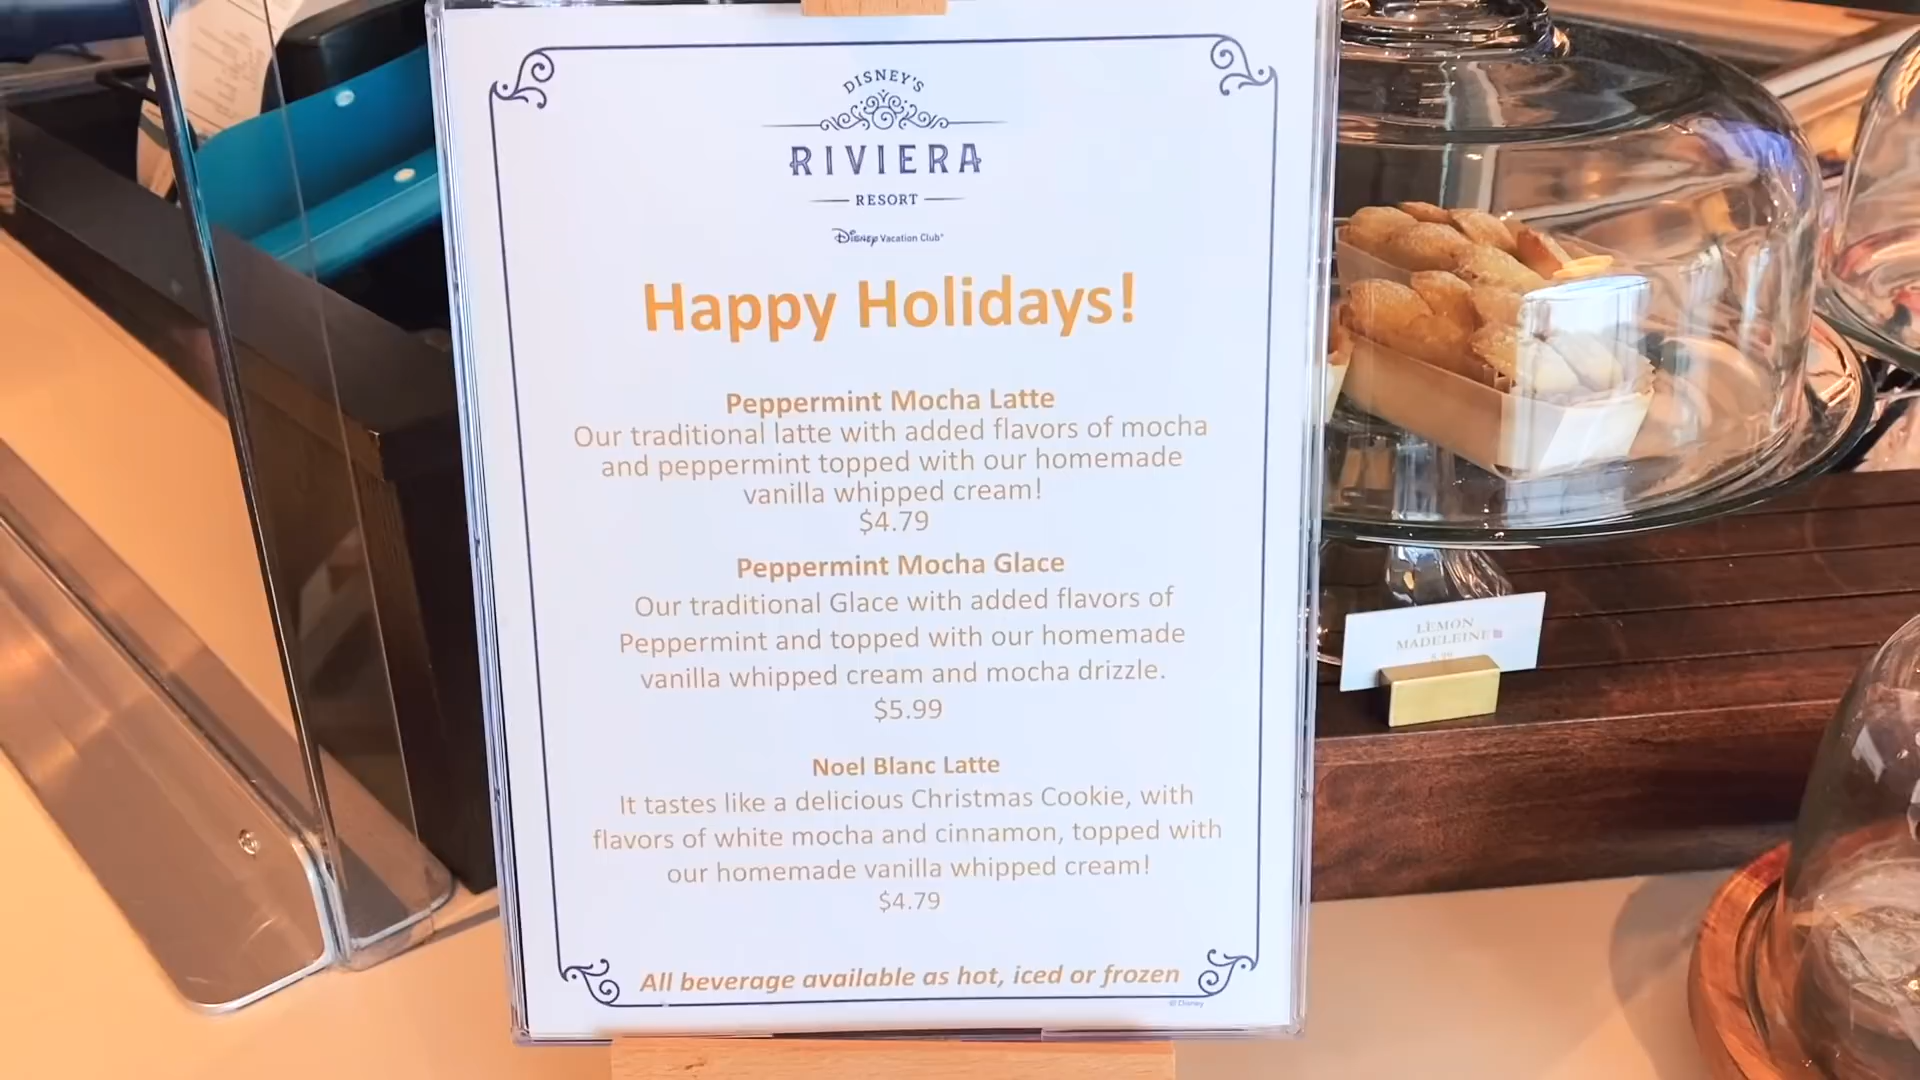 DISNEY'S
RIVIERA
RESORT
Disney Vacation Club®
Happy Holidays!
Peppermint Mocha Latte
Our traditional latte with added flavors of mocha
and peppermint topped with our homemade
vanilla whipped cream!
$4.79
Peppermint Mocha Glace
Our traditional Glace with added flavors of
Peppermint and topped with our homemade
vanilla whipped cream and mocha drizzle.
$5.99
Noel Blanc Latte
It tastes like a delicious Christmas Cookie, with
flavors of white mocha and cinnamon, topped with
our homemade vanilla whipped cream!
$4.79
All beverage available as hot, iced or frozen
© Disney
LEMON
MADELEINE